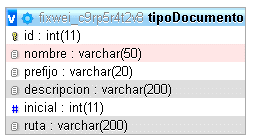 v fixwei_c9rp5r4t2v8 tipoDocumento
id : int(11)
nombre : varchar(50)
prefijo : varchar(20)
descripcion : varchar(200)
# inicial : int(11)
ruta : varchar(200)